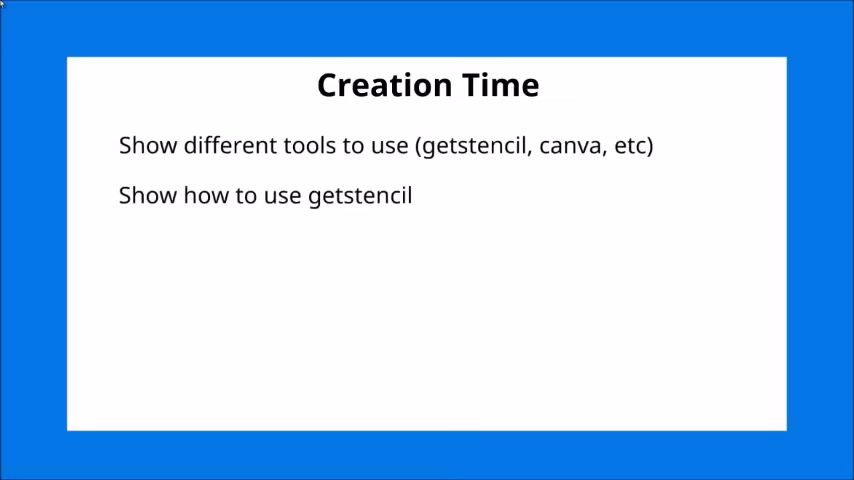 Creation Time
Show different tools to use (getstencil, canva, etc)
Show how to use getstencil